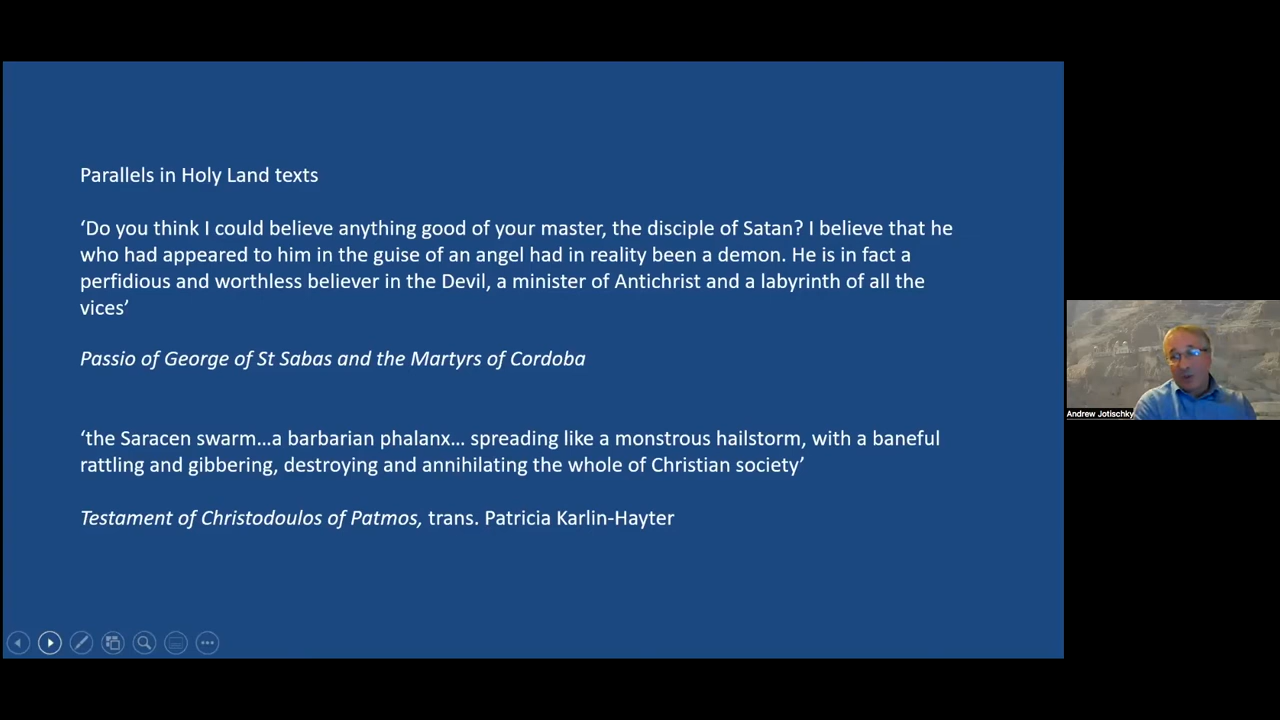 Parallels in Holy Land texts
‘Do you think I could believe anything good of your master, the disciple of Satan? I believe that he
who had appeared to him in the guise of an angel had in reality been a demon. He is in fact a
perfidious and worthless believer in the Devil, a minister of Antichrist and a labyrinth of all the
vices’
Passio of George of St Sabas and the Martyrs of Cordoba
‘the Saracen swarm…a barbarian phalanx… spreading like a monstrous hailstorm, with a baneful
rattling and gibbering, destroying and annihilating the whole of Christian society’
Testament of Christodoulos of Patmos, trans. Patricia Karlin-Hayter
Andrew Jotischky